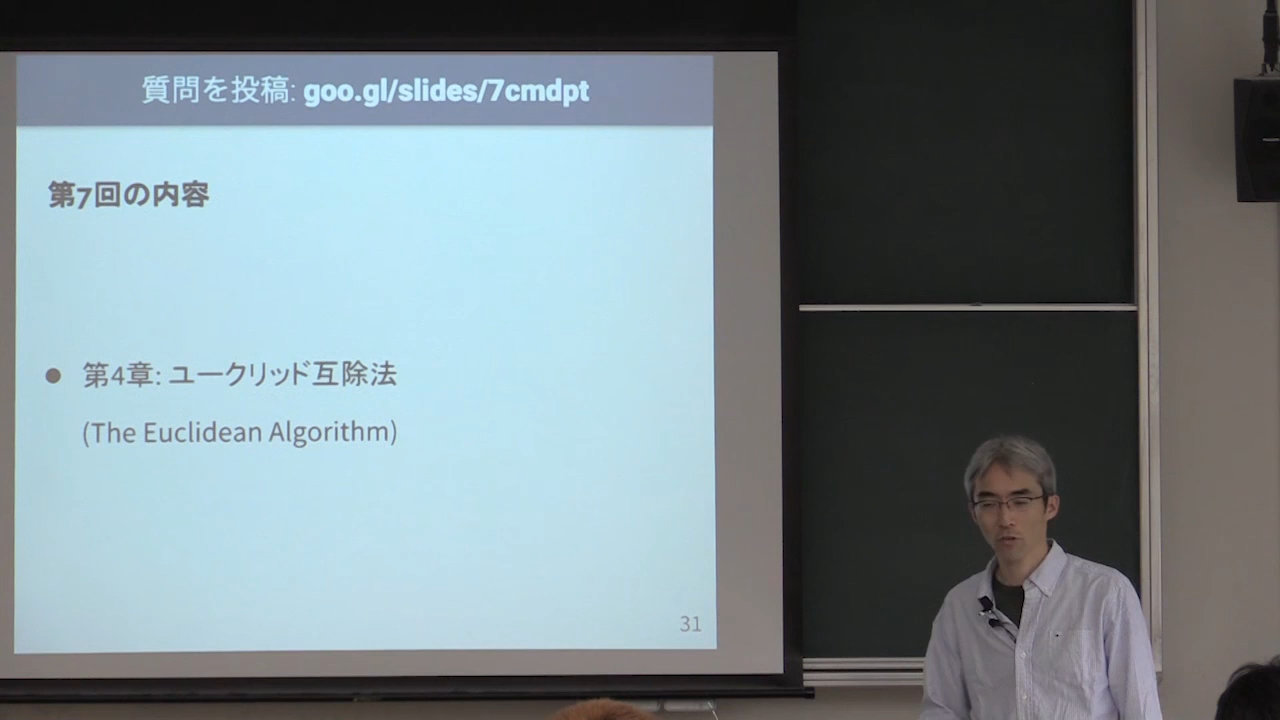 質問を投稿: goo.gl/slides/7cmdpt
第7回の内容
● 第4章: ユークリッド互除法
(The Euclidean Algorithm)
31